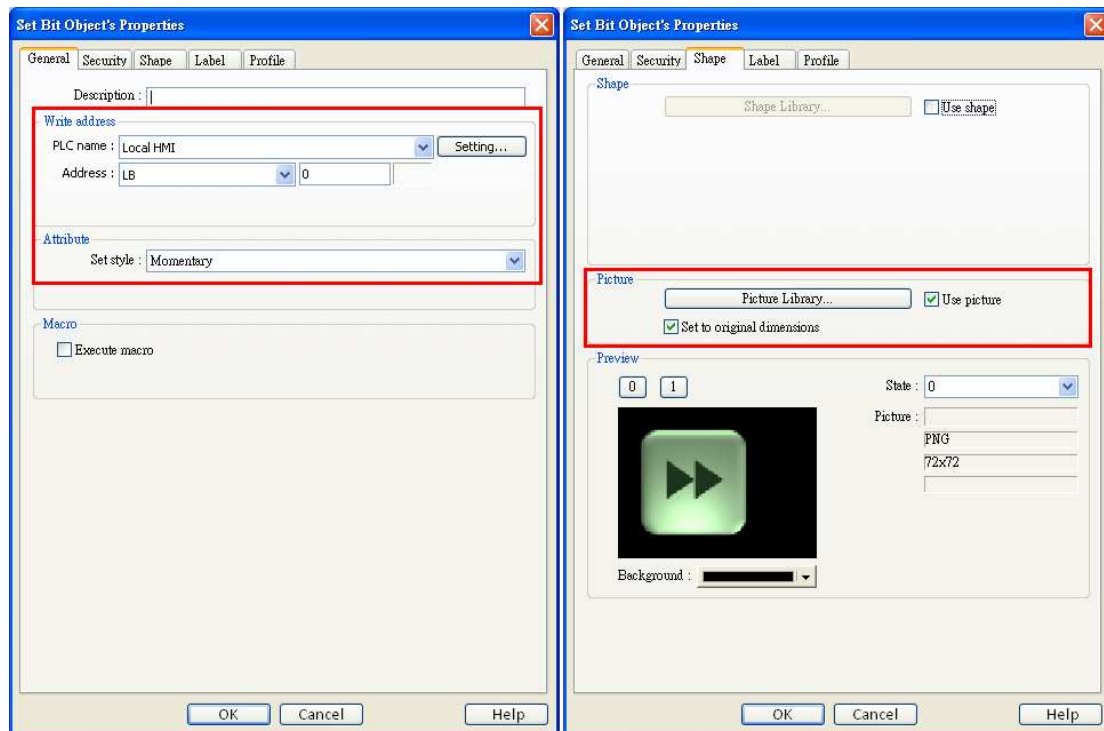 Set Bit Object's Properties
General Security Shape Label Profile
Description :
Write address
PLC name : Local HMI Setting...
Address : LB 0
Attribute
Set style : Momentary
Macro
Execute macro
OK Cancel Help
Set Bit Object's Properties
General Security Shape Label Profile
Shape
Shape Library... Use shape
Picture
Picture Library... Use picture
Set to original dimensions
Preview
0 1 State : 0
Picture :
PNG
72x72
Background :
OK Cancel Help